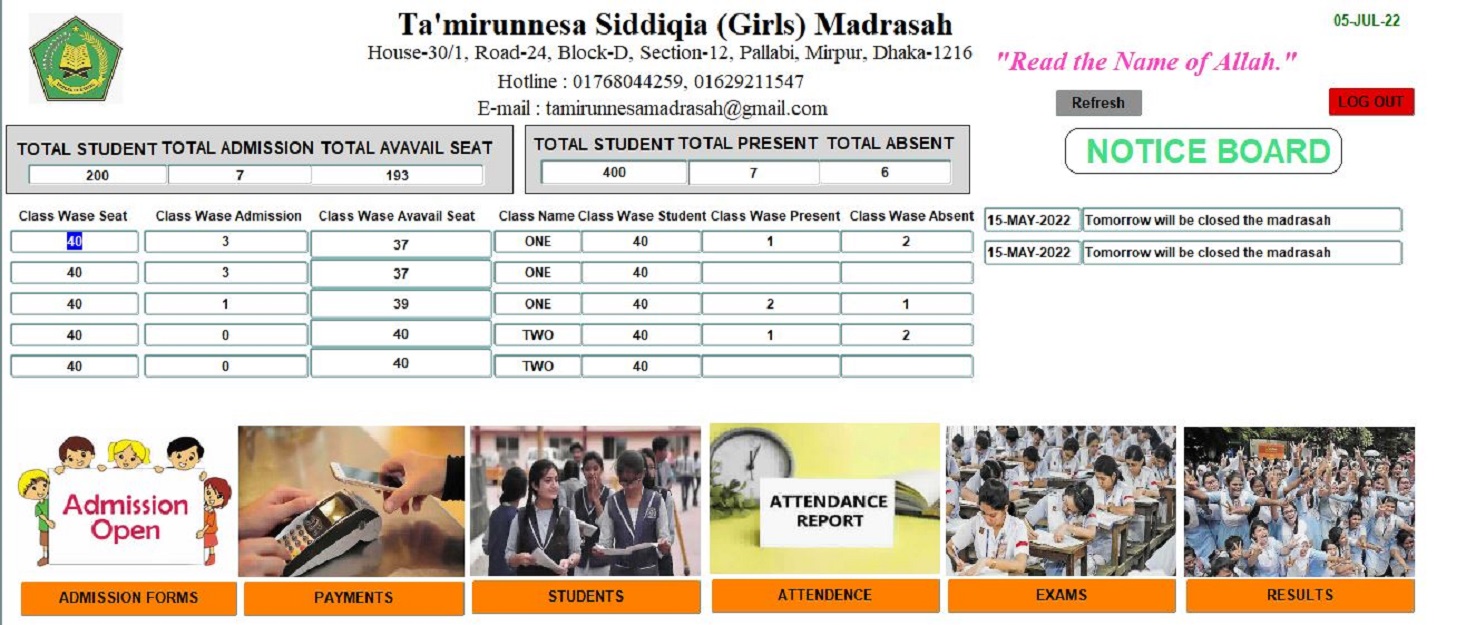 Ta'mirunnesa Siddiqia (Girls) Madrasah
05-JUL-22
House-30/1, Road-24, Block-D, Section-12, Pallabi, Mirpur, Dhaka-1216
"Read the Name of Allah."
Hotline : 01768044259, 01629211547
E-mail : tamirunnesamadrasah@gmail.com
Refresh
LOG OUT
TOTAL STUDENT TOTAL ADMISSION TOTAL AVAVAIL SEAT
200 7 193
TOTAL STUDENT TOTAL PRESENT TOTAL ABSENT
400 7 6
NOTICE BOARD
Class Wase Seat Class Wase Admission Class Wase Avavail Seat Class Name Class Wase Student Class Wase Present Class Wase Absent
40 3 37 ONE 40 1 2
40 3 37 ONE 40
40 1 39 ONE 40 2 1
40 0 40 TWO 40 1 2
40 0 40 TWO 40
15-MAY-2022 Tomorrow will be closed the madrasah
15-MAY-2022 Tomorrow will be closed the madrasah
Admission
Open
ATTENDANCE
REPORT
ADMISSION FORMS
PAYMENTS
STUDENTS
ATTENDENCE
EXAMS
RESULTS